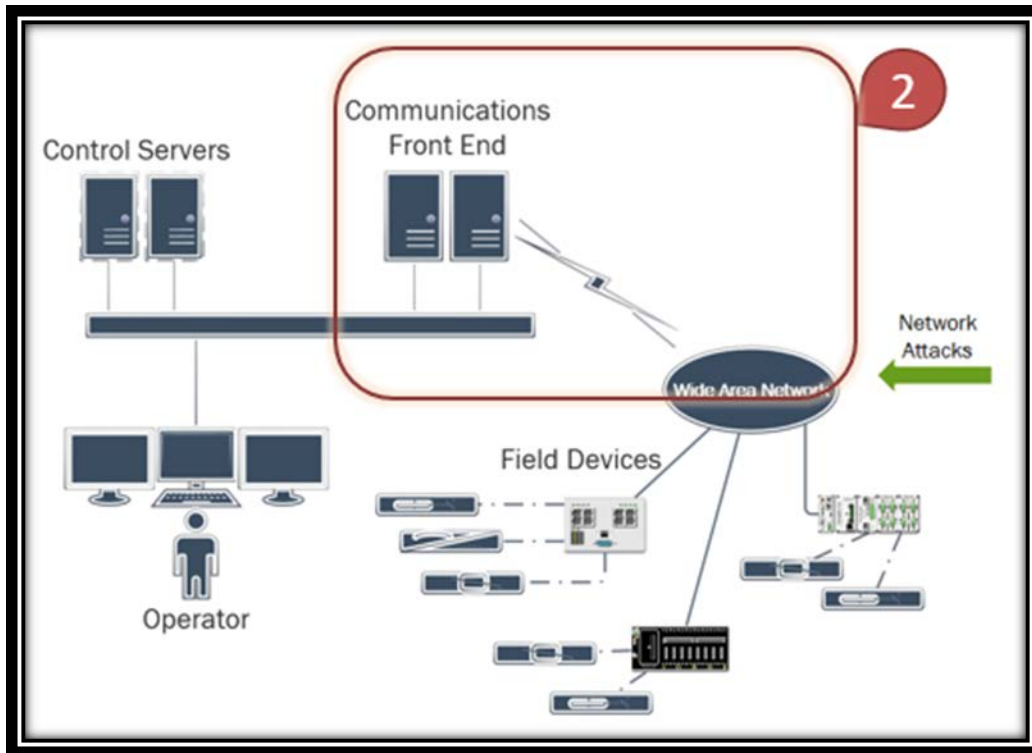 2
Communications
Front End
Control Servers
Network
Attacks
Wide Area Network
Field Devices
Operator